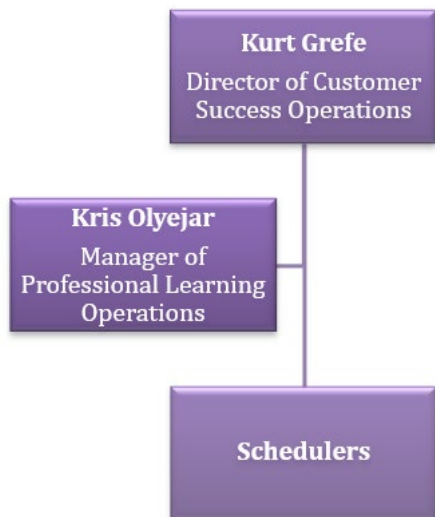 Kurt Grefe
Director of Customer
Success Operations
Kris Olyejar
Manager of
Professional Learning
Operations
Schedulers